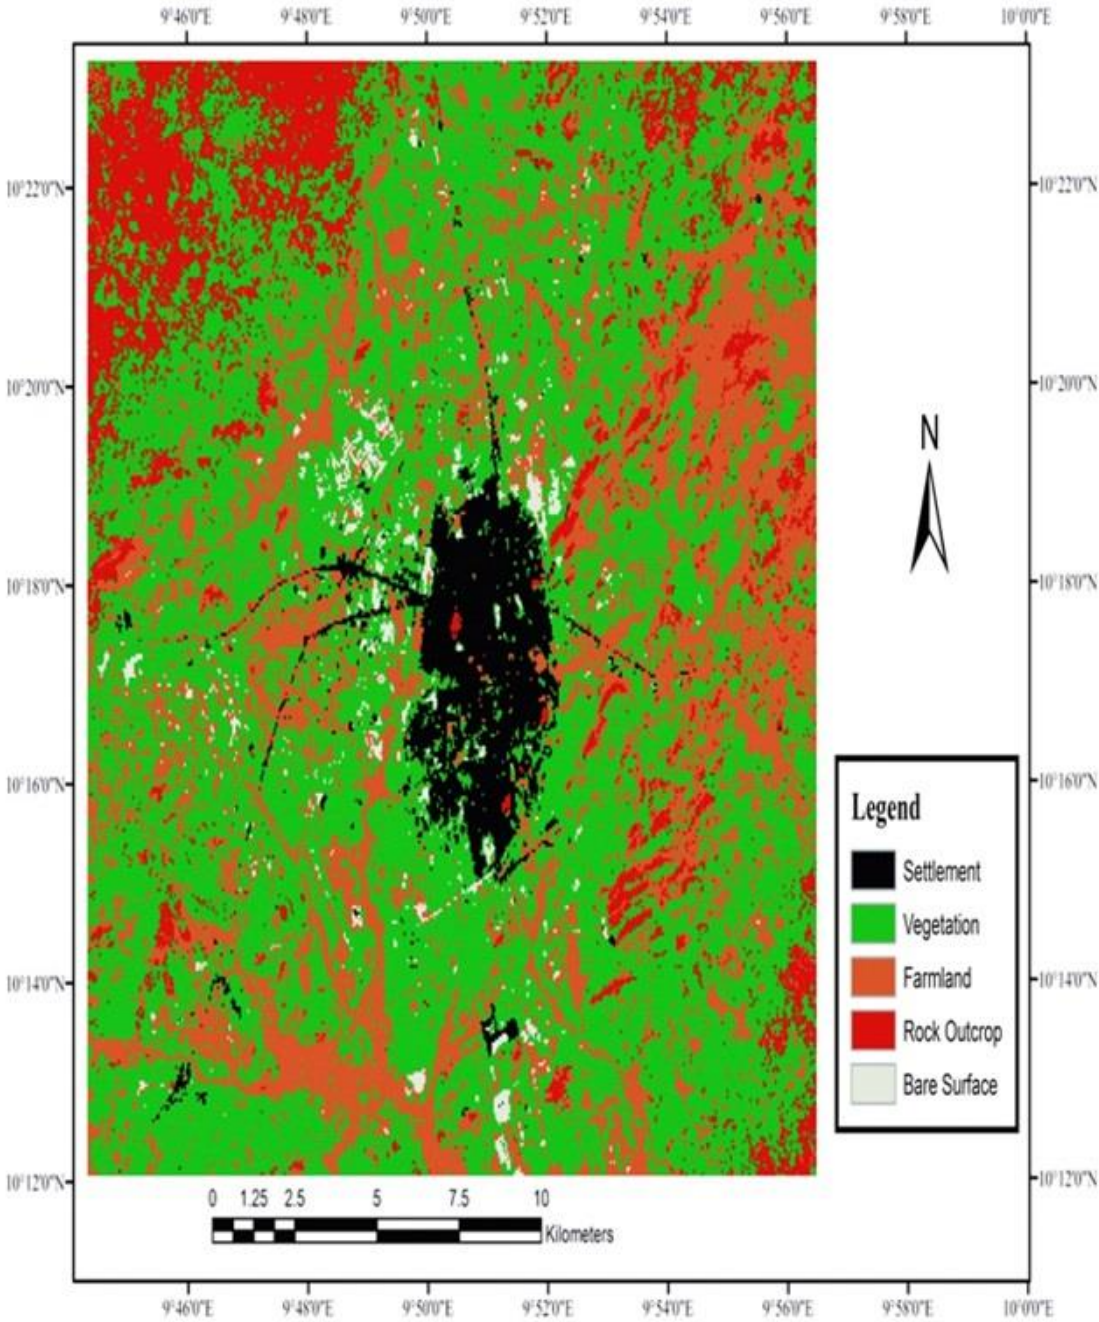 9°46'0"E 9°48'0"E 9°50'0"E 9°52'0"E 9°54'0"E 9°56'0"E 9°58'0"E 10°0'0"E
10°22'0"N 10°22'0"N
10°20'0"N 10°20'0"N
N
10°18'0"N 10°18'0"N
10°16'0"N 10°16'0"N
Legend
Settlement
Vegetation
Farmland
Rock Outcrop
Bare Surface
10°14'0"N 10°14'0"N
10°12'0"N 10°12'0"N
0 1.25 2.5 5 7.5 10
Kilometers
9°46'0"E 9°48'0"E 9°50'0"E 9°52'0"E 9°54'0"E 9°56'0"E 9°58'0"E 10°0'0"E